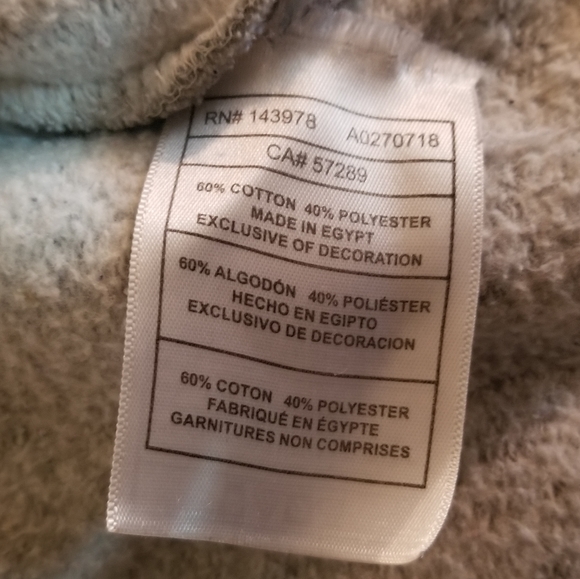 RN# 143978 A0270718
CA# 57289
60% COTTON 40% POLYESTER
MADE IN EGYPT
EXCLUSIVE OF DECORATION
60% ALGODÓN 40% POLIÉSTER
HECHO EN EGIPTO
EXCLUSIVO DE DECORACION
60% COTON 40% POLYESTER
FABRIQUÉ EN ÉGYPTE
GARNITURES NON COMPRISES